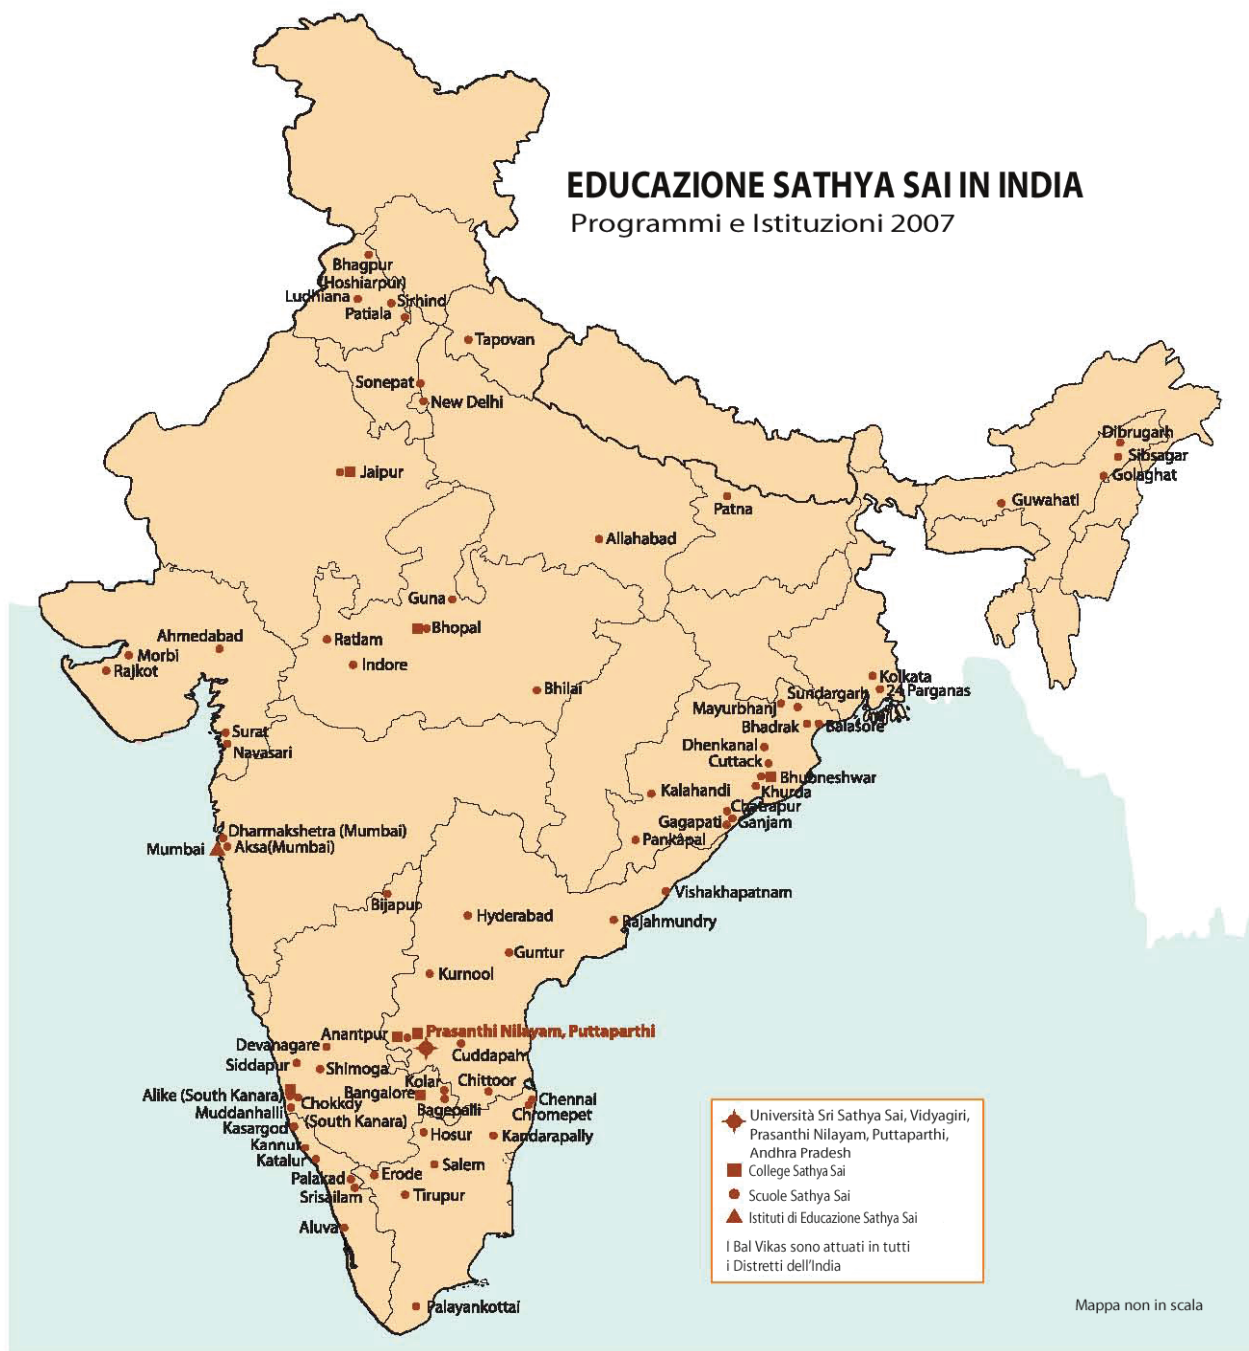 EDUCAZIONE SATHYA SAI IN INDIA
Programmi e Istituzioni 2007
Bhagpur
(Hoshiarpur)
Ludhiana
Sirhind
Patiala
Tapovan
Sonepat
New Delhi
Dibrugarh
Sibsagar
Golaghat
Jaipur
Guwahati
Patna
Allahabad
Guna
Bhopal
Ahmedabad
Ratlam
Morbi
Indore
Rajkot
Kolkata
Bhilai
24 Parganas
Sundargarh
Mayurbhanj
Bhadrak
Balasore
Surat
Navasari
Dhenkanal
Cuttack
Bhubneshwar
Kalahandi
Khurda
Chatrapur
Gagapati
Ganjam
Dharmakshetra (Mumbai)
Pankapal
Mumbai
Aksa(Mumbai)
Vishakhapatnam
Bijapur
Hyderabad
Rajahmundry
Guntur
Kurnool
Anantpur
Prasanthi Nilayam, Puttaparthi
Devanagare
Cuddapah
Siddapur
Shimoga
Kolar
Chittoor
Alike (South Kanara)
Bangalore
Chennai
Chokkdy
(South Kanara)
Bagepalli
Muddanhalli
Chromepet
Kasargod
Hosur
Kandarapally
Kannur
Katalur
Salem
Palakad
Erode
Srisailam
Tirupur
Aluva
Palayankottai
Università Sri Sathya Sai, Vidyagiri,
Prasanthi Nilayam, Puttaparthi,
Andhra Pradesh
College Sathya Sai
Scuole Sathya Sai
Istituti di Educazione Sathya Sai
I Bal Vikas sono attuati in tutti
i Distretti dell'India
Mappa non in scala